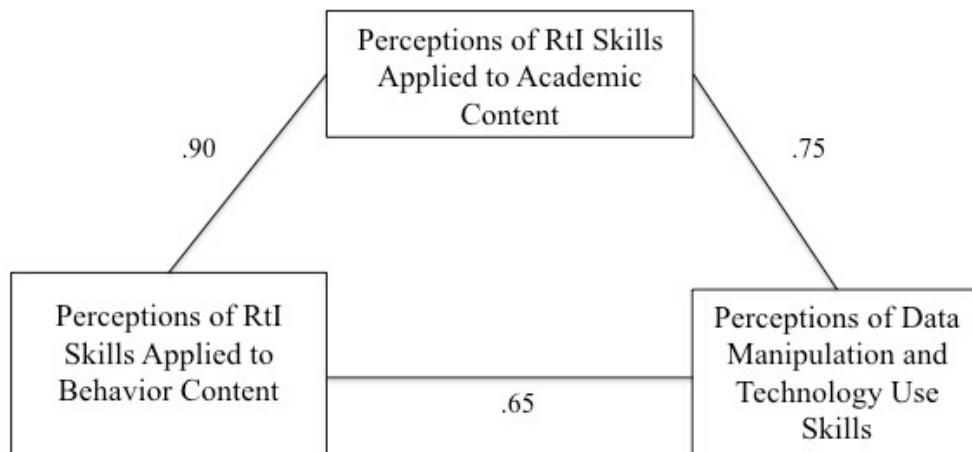 Perceptions of RtI Skills
Applied to Academic
Content
.90
.75
Perceptions of RtI
Skills Applied to
Behavior Content
.65
Perceptions of Data
Manipulation and
Technology Use
Skills